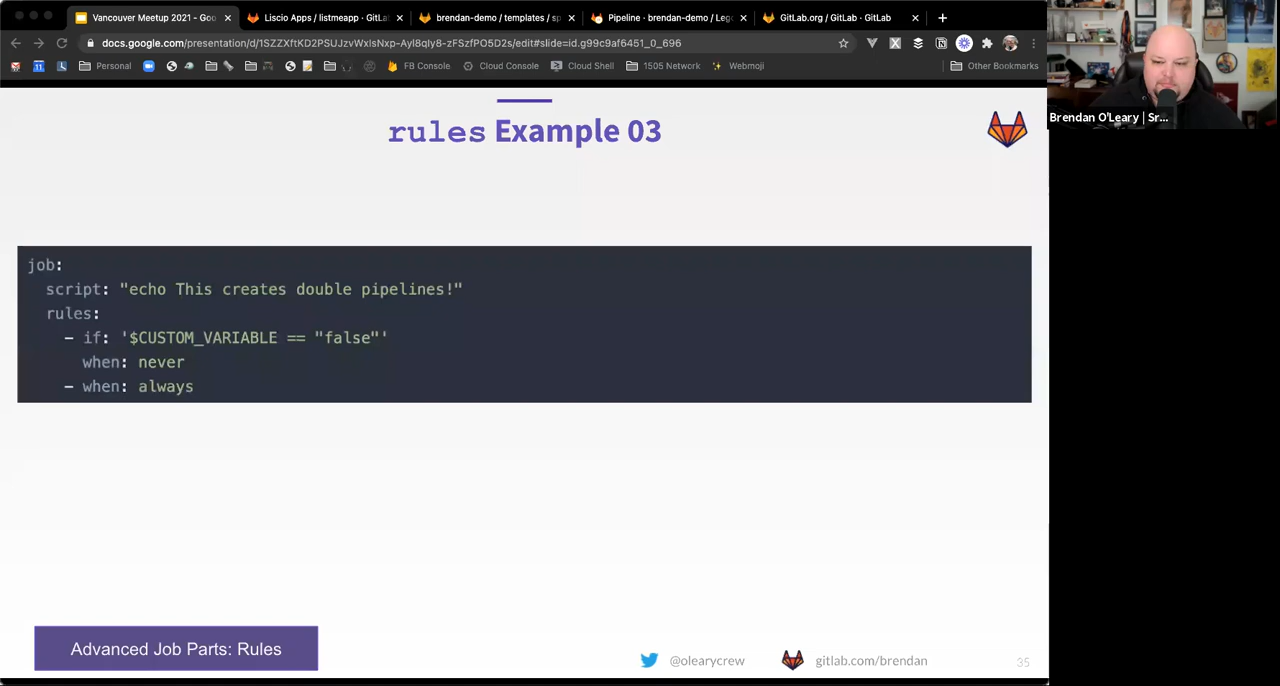 Vancouver Meetup 2021 - Goo
Liscio Apps / listmeapp · GitLa
brendan-demo / templates / sp
Pipeline · brendan-demo / Lego
GitLab.org / GitLab · GitLab
docs.google.com/presentation/d/1SZZXftKD2PSUJzvWxlsNxp-Ayl8qIy8-zFSzfPO5D2s/edit#slide=id.g99c9af6451_0_696
Personal
FB Console
Cloud Console
Cloud Shell
1505 Network
Webmoji
Other Bookmarks
Brendan O'Leary | Sr...
rules Example 03
job:
script: "echo This creates double pipelines!"
rules:
- if: '$CUSTOM_VARIABLE == "false"'
when: never
- when: always
Advanced Job Parts: Rules
@olearycrew
gitlab.com/brendan
35